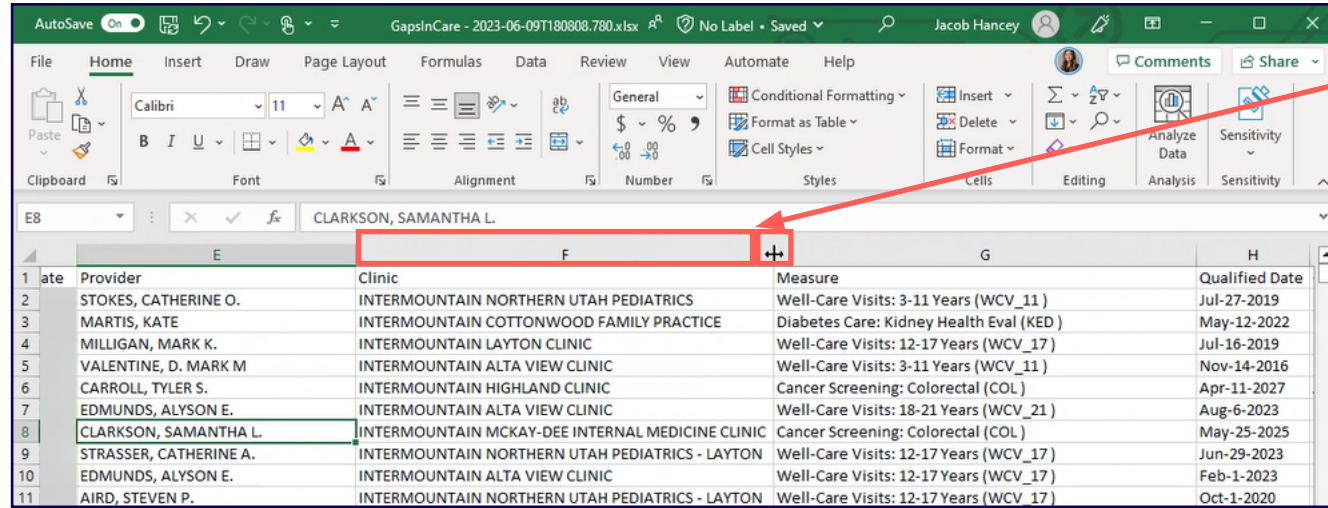 AutoSave On GapsInCare - 2023-06-09T180808.780.xlsx No Label • Saved Jacob Hancey
File Home Insert Draw Page Layout Formulas Data Review View Automate Help Comments Share
Paste Calibri 11 A^ A˅ ab General Conditional Formatting Insert Σ
B I U A $ % 9 Format as Table Delete Analyze Data Sensitivity
.00 .00 →0 Cell Styles Format
Clipboard Font Alignment Number Styles Cells Editing Analysis Sensitivity
E8 fx CLARKSON, SAMANTHA L.
E F G H
1 ate Provider Clinic Measure Qualified Date
2 STOKES, CATHERINE O. INTERMOUNTAIN NORTHERN UTAH PEDIATRICS Well-Care Visits: 3-11 Years (WCV_11 ) Jul-27-2019
3 MARTIS, KATE INTERMOUNTAIN COTTONWOOD FAMILY PRACTICE Diabetes Care: Kidney Health Eval (KED ) May-12-2022
4 MILLIGAN, MARK K. INTERMOUNTAIN LAYTON CLINIC Well-Care Visits: 12-17 Years (WCV_17 ) Jul-16-2019
5 VALENTINE, D. MARK M INTERMOUNTAIN ALTA VIEW CLINIC Well-Care Visits: 3-11 Years (WCV_11 ) Nov-14-2016
6 CARROLL, TYLER S. INTERMOUNTAIN HIGHLAND CLINIC Cancer Screening: Colorectal (COL ) Apr-11-2027
7 EDMUNDS, ALYSON E. INTERMOUNTAIN ALTA VIEW CLINIC Well-Care Visits: 18-21 Years (WCV_21 ) Aug-6-2023
8 CLARKSON, SAMANTHA L. INTERMOUNTAIN MCKAY-DEE INTERNAL MEDICINE CLINIC Cancer Screening: Colorectal (COL ) May-25-2025
9 STRASSER, CATHERINE A. INTERMOUNTAIN NORTHERN UTAH PEDIATRICS - LAYTON Well-Care Visits: 12-17 Years (WCV_17 ) Jun-29-2023
10 EDMUNDS, ALYSON E. INTERMOUNTAIN ALTA VIEW CLINIC Well-Care Visits: 12-17 Years (WCV_17 ) Feb-1-2023
11 AIRD, STEVEN P. INTERMOUNTAIN NORTHERN UTAH PEDIATRICS - LAYTON Well-Care Visits: 12-17 Years (WCV_17 ) Oct-1-2020